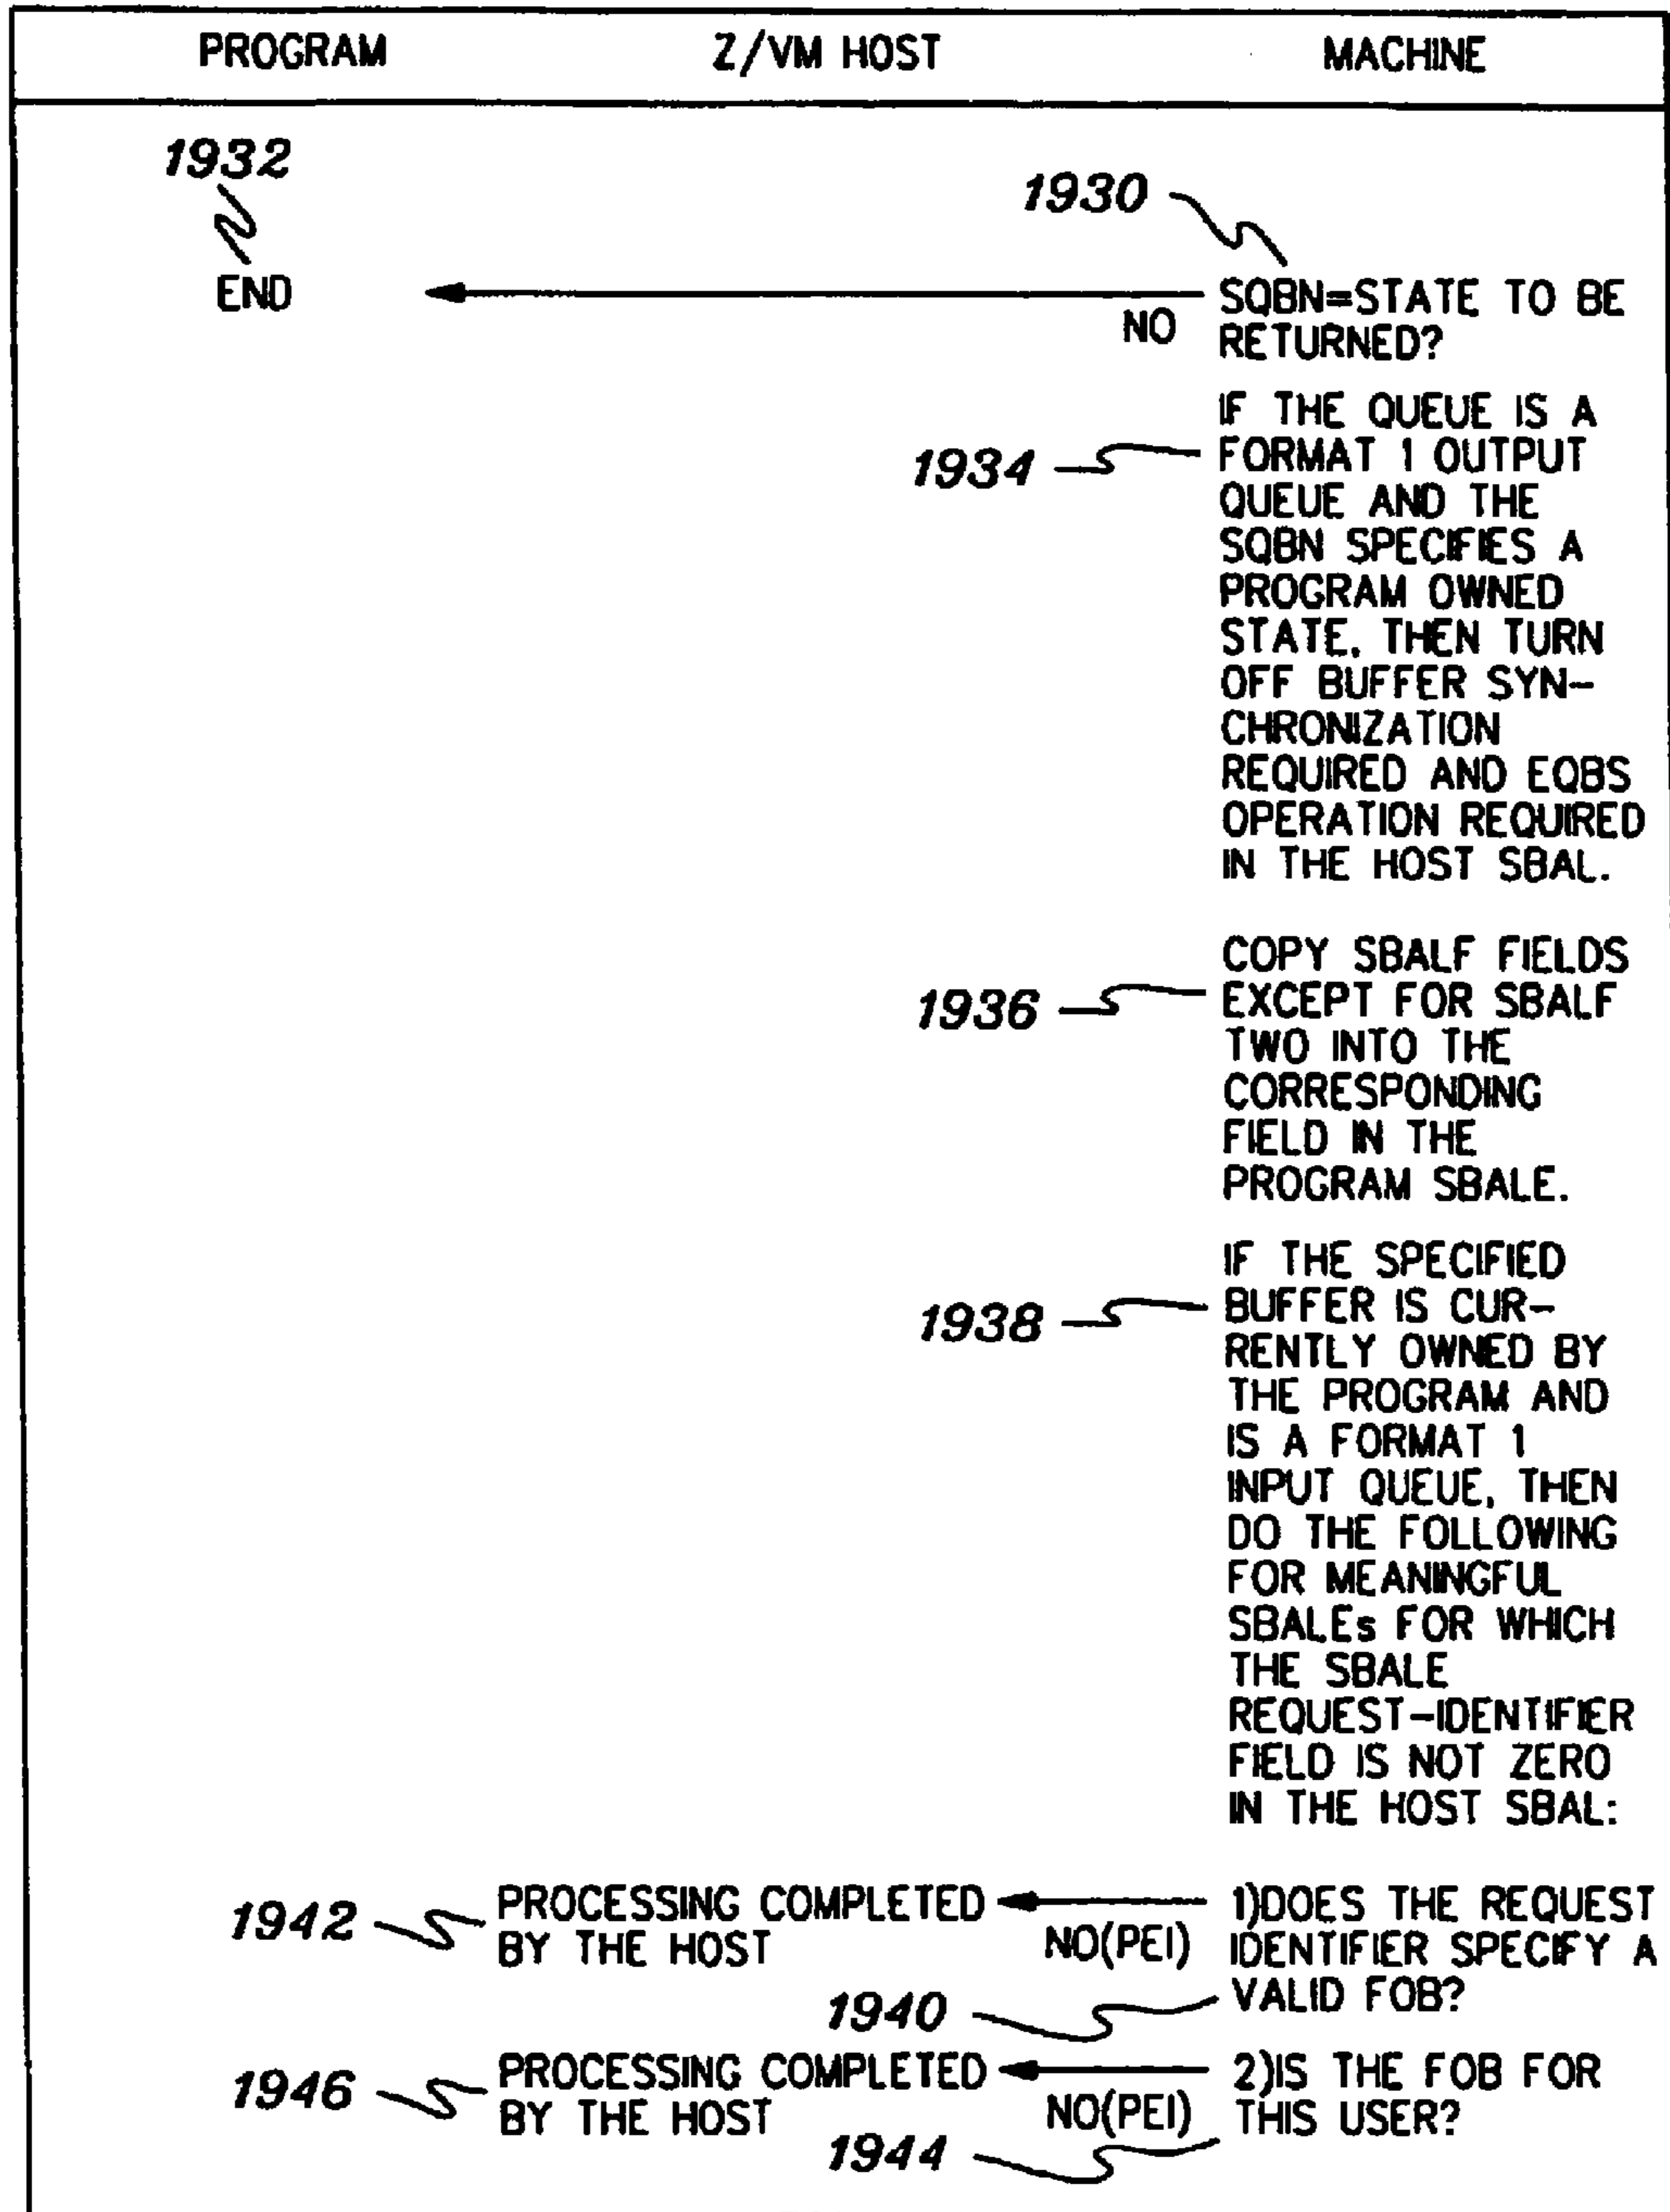 PROGRAM Z/VM HOST MACHINE
1932
1930
END
NO
SQBN=STATE TO BE
RETURNED?
1934
IF THE QUEUE IS A
FORMAT 1 OUTPUT
QUEUE AND THE
SQBN SPECIFIES A
PROGRAM OWNED
STATE, THEN TURN
OFF BUFFER SYN-
CHRONIZATION
REQUIRED AND EQBS
OPERATION REQUIRED
IN THE HOST SBAL.
1936
COPY SBALF FIELDS
EXCEPT FOR SBALF
TWO INTO THE
CORRESPONDING
FIELD IN THE
PROGRAM SBALE.
1938
IF THE SPECIFIED
BUFFER IS CUR-
RENTLY OWNED BY
THE PROGRAM AND
IS A FORMAT 1
INPUT QUEUE, THEN
DO THE FOLLOWING
FOR MEANINGFUL
SBALEs FOR WHICH
THE SBALE
REQUEST-IDENTIFIER
FIELD IS NOT ZERO
IN THE HOST SBAL:
1942
PROCESSING COMPLETED
BY THE HOST
NO(PEI)
1)DOES THE REQUEST
IDENTIFIER SPECIFY A
VALID FOB?
1940
1946
PROCESSING COMPLETED
BY THE HOST
NO(PEI)
2)IS THE FOB FOR
THIS USER?
1944